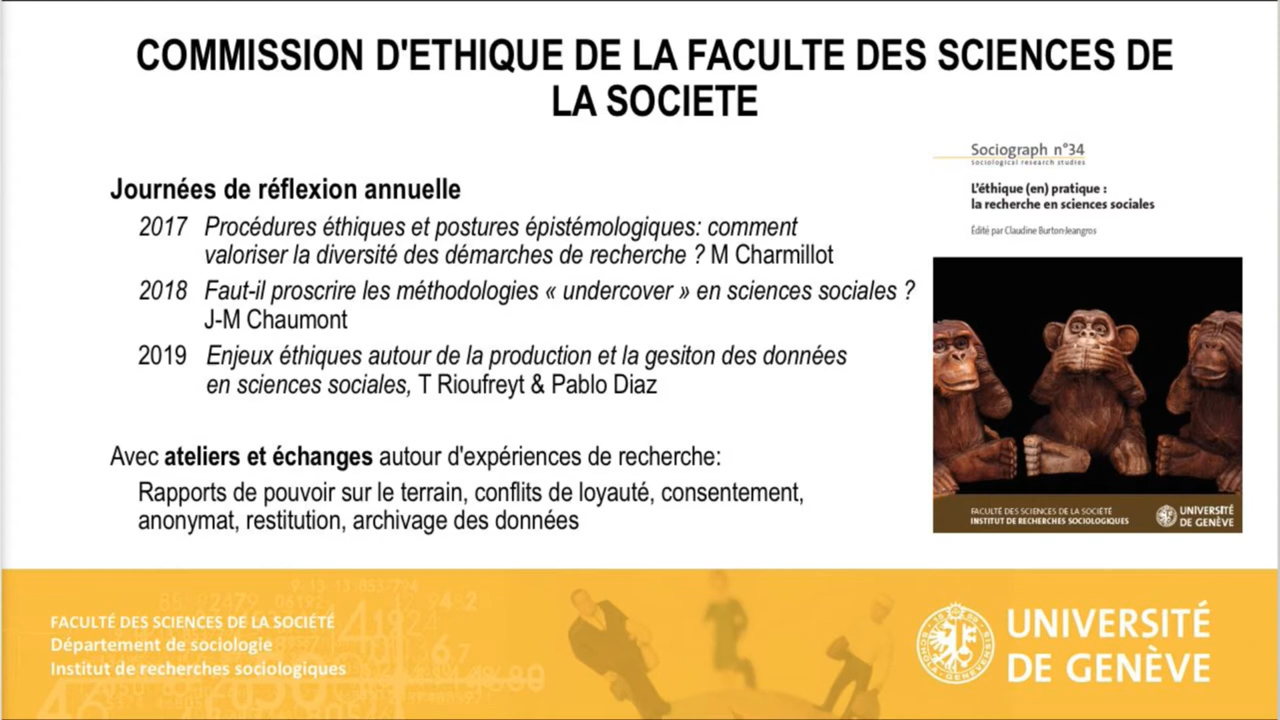 COMMISSION D'ETHIQUE DE LA FACULTE DES SCIENCES DE
LA SOCIETE
Journées de réflexion annuelle
2017 Procédures éthiques et postures épistémologiques: comment
valoriser la diversité des démarches de recherche ? M Charmillot
2018 Faut-il proscrire les méthodologies « undercover » en sciences sociales ?
J-M Chaumont
2019 Enjeux éthiques autour de la production et la gesiton des données
en sciences sociales, T Rioufreyt & Pablo Diaz
Avec ateliers et échanges autour d'expériences de recherche:
Rapports de pouvoir sur le terrain, conflits de loyauté, consentement,
anonymat, restitution, archivage des données
Sociograph n°34
Sociological research studies
L'éthique (en) pratique :
la recherche en sciences sociales
Édité par Claudine Burton-Jeangros
FACULTÉ DES SCIENCES DE LA SOCIÉTÉ
INSTITUT DE RECHERCHES SOCIOLOGIQUES
UNIVERSITÉ
DE GENÈVE
FACULTÉ DES SCIENCES DE LA SOCIÉTÉ
Département de sociologie
Institut de recherches sociologiques
UNIVERSITÉ
DE GENÈVE